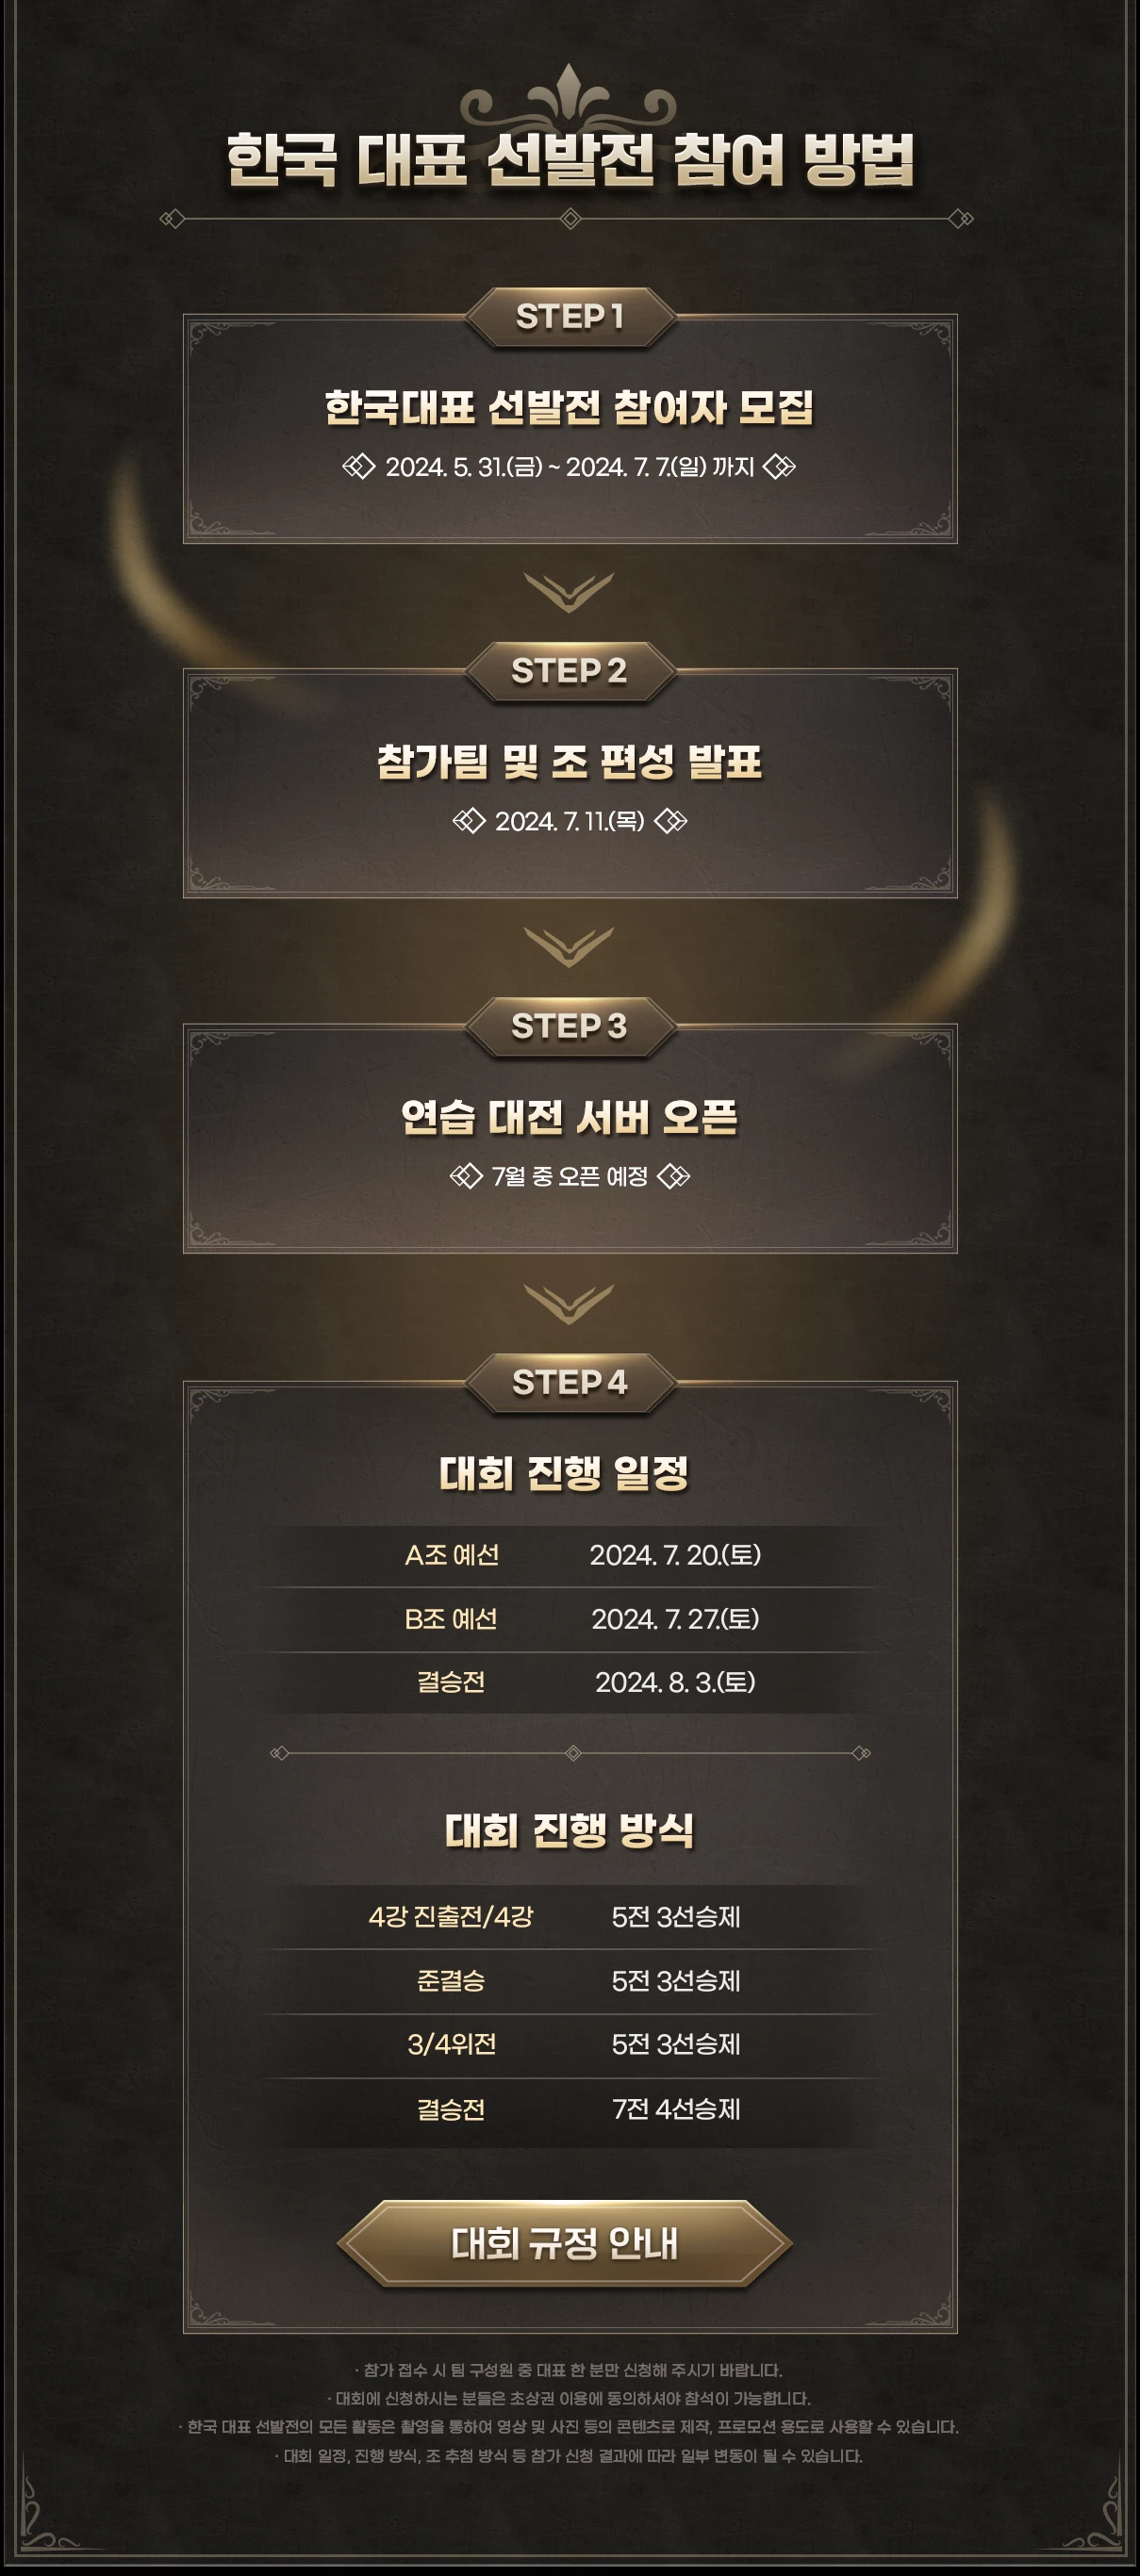 한국 대표 선발전 참여 방법
STEP 1
한국대표 선발전 참여자 모집
2024. 5. 31.(금) ~ 2024. 7. 7.(일) 까지
STEP 2
참가팀 및 조 편성 발표
2024. 7. 11.(목)
STEP 3
연습 대전 서버 오픈
7월 중 오픈 예정
STEP 4
대회 진행 일정
A조 예선 2024. 7. 20.(토)
B조 예선 2024. 7. 27.(토)
결승전 2024. 8. 3.(토)
대회 진행 방식
4강 진출전/4강 5전 3선승제
준결승 5전 3선승제
3/4위전 5전 3선승제
결승전 7전 4선승제
대회 규정 안내
· 참가 접수 시 팀 구성원 중 대표 한 분만 신청해 주시기 바랍니다.
· 대회에 신청하시는 분들은 초상권 이용에 동의하셔야 참석이 가능합니다.
· 한국 대표 선발전의 모든 활동은 촬영을 통하여 영상 및 사진 등의 콘텐츠로 제작, 프로모션 용도로 사용할 수 있습니다.
· 대회 일정, 진행 방식, 조 추첨 방식 등 참가 신청 결과에 따라 일부 변동이 될 수 있습니다.